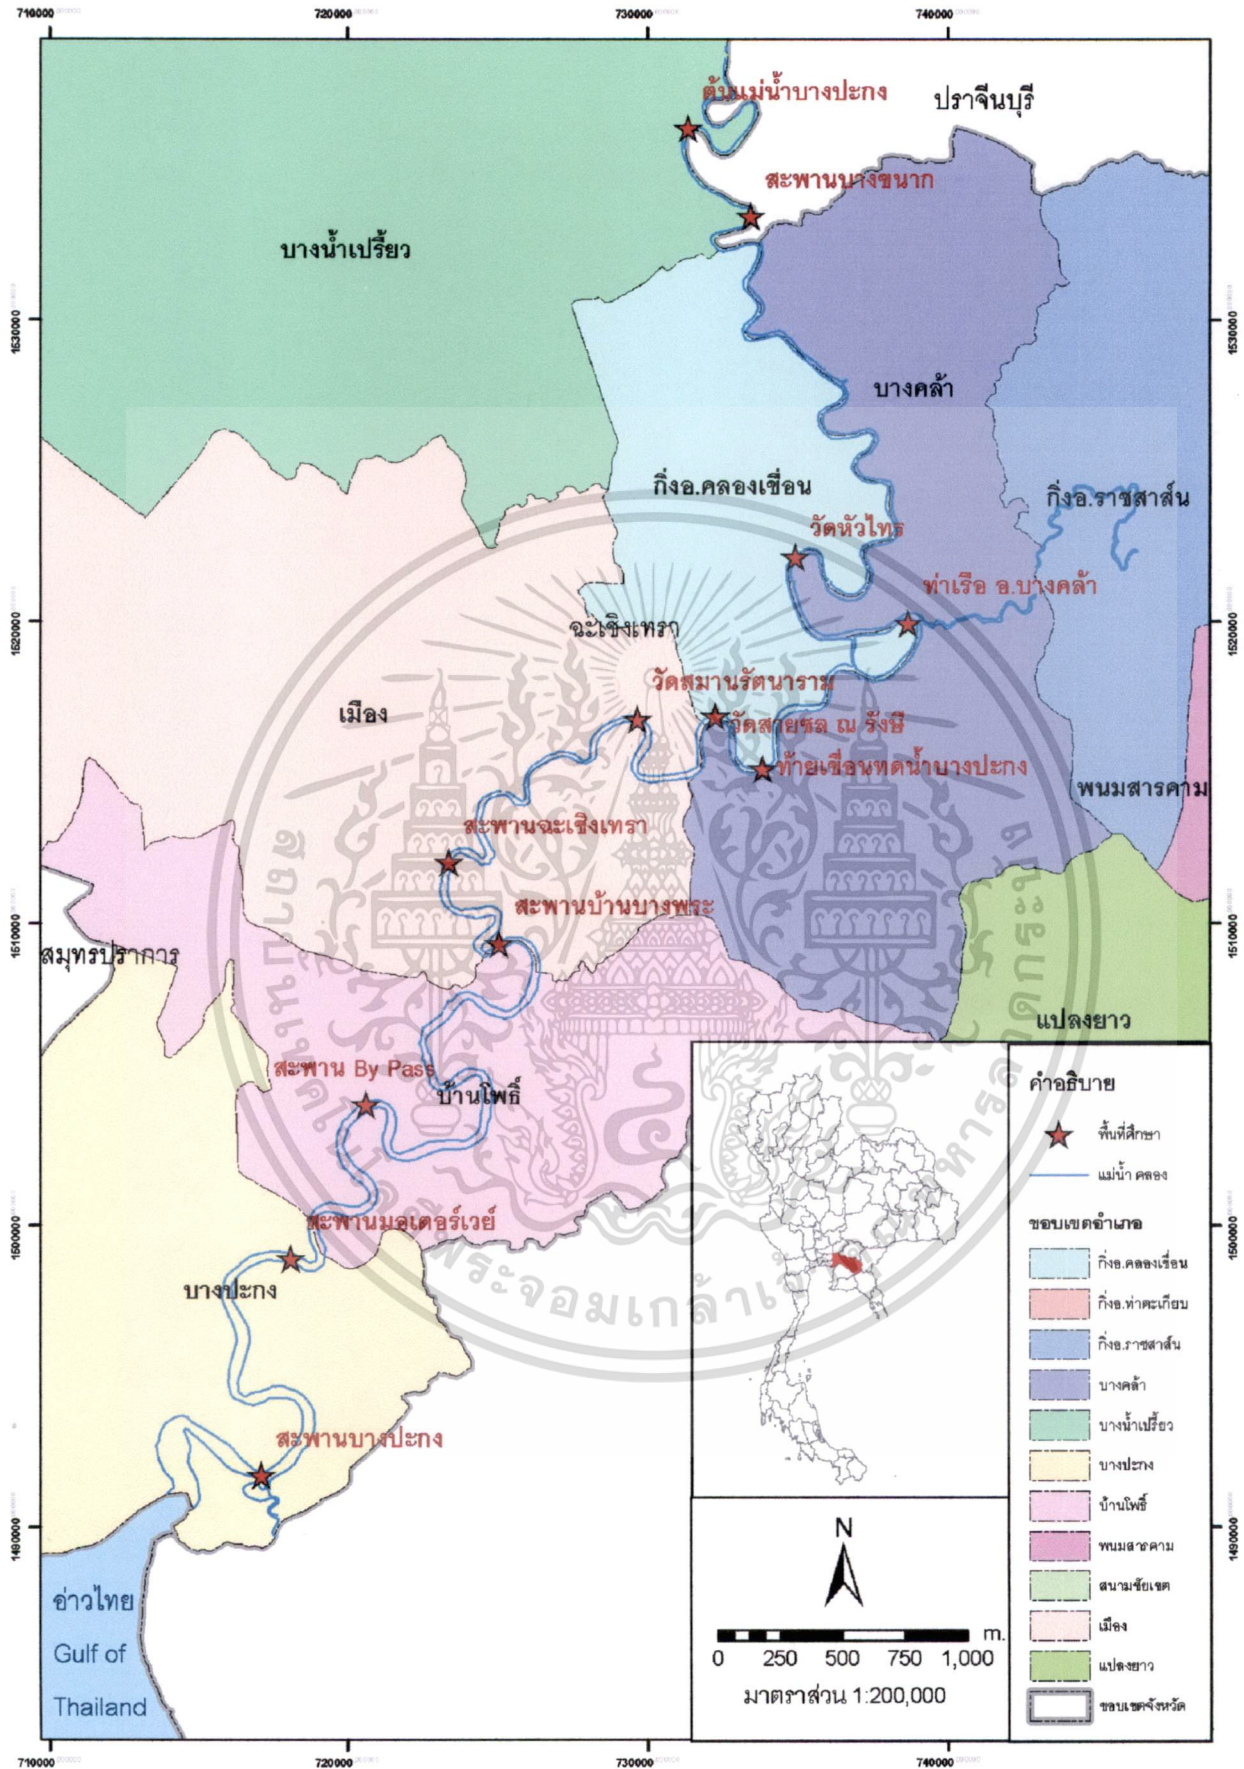 710000
720000
730000
740000
ต้นแม่น้ำบางปะกง
ปราจีนบุรี
สะพานบางขนาก
บางน้ำเปรี้ยว
1530000
1530000
บางคล้า
กิ่งอ.คลองเขื่อน
กิ่งอ.ราชสาส์น
วัดหัวไทร
ท่าเรือ อ.บางคล้า
1520000
1520000
ฉะเชิงเทรา
วัดสมานรัตนาราม
เมือง
วัดสายชล ณ รังษี
ท้ายเขื่อนทดน้ำบางปะกง
พนมสารคาม
สะพานฉะเชิงเทรา
สะพานบ้านบางพระ
1510000
1510000
สมุทรปราการ
แปลงยาว
สะพาน By Pass
บ้านโพธิ์
สะพานมอเตอร์เวย์
1500000
1500000
บางปะกง
สะพานบางปะกง
1490000
1490000
อ่าวไทย
Gulf of
Thailand
คำอธิบาย
พื้นที่ศึกษา
แม่น้ำ คลอง
ขอบเขตอำเภอ
กิ่งอ.คลองเขื่อน
กิ่งอ.ท่าตะเกียบ
กิ่งอ.ราชสาส์น
บางคล้า
บางน้ำเปรี้ยว
บางปะกง
บ้านโพธิ์
พนมสารคาม
สนามชัยเขต
เมือง
แปลงยาว
ขอบเขตจังหวัด
N
m.
0 250 500 750 1,000
มาตราส่วน 1:200,000
710000
720000
730000
740000